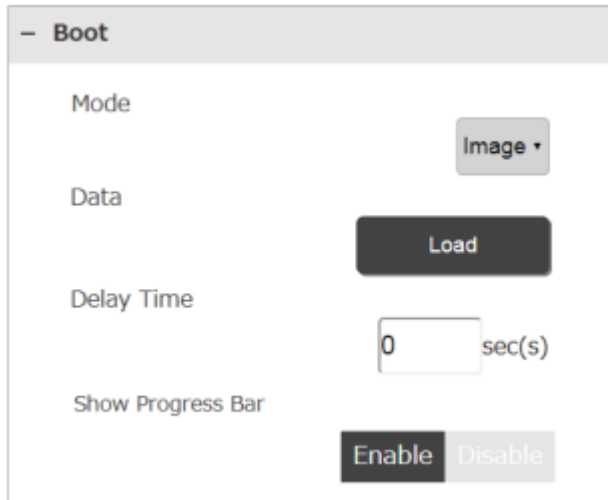 – Boot
Mode
Image
Data
Load
Delay Time
0 sec(s)
Show Progress Bar
Enable Disable